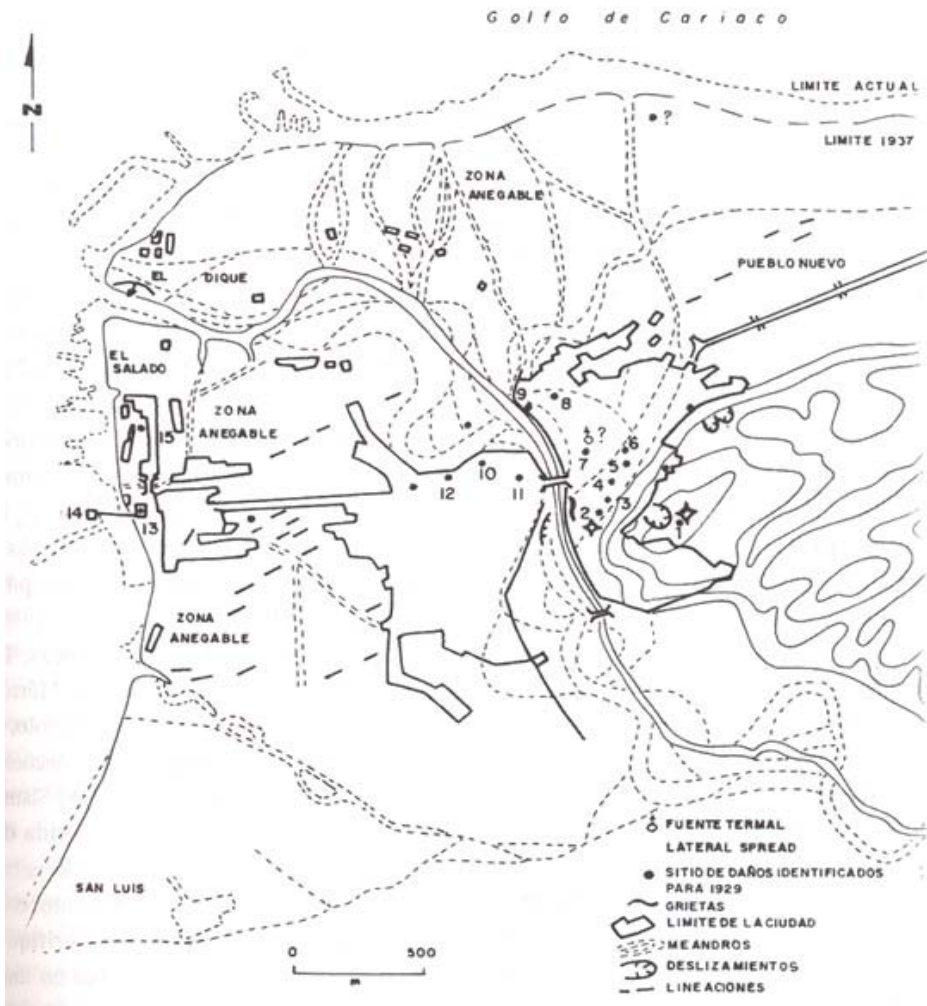 Golfo de Cariaco
N
LIMITE ACTUAL
?
LIMITE 1937
ZONA
ANEGABLE
PUEBLO NUEVO
EL DIQUE
EL
SALADO
ZONA
ANEGABLE
15
9
8
?
7
6
5
4
3
2
1
10
11
12
14
13
ZONA
ANEGABLE
SAN LUIS
FUENTE TERMAL
LATERAL SPREAD
SITIO DE DAÑOS IDENTIFICADOS
PARA 1929
GRIETAS
LIMITE DE LA CIUDAD
MEANDROS
DESLIZAMIENTOS
LINEACIONES
0 500
m